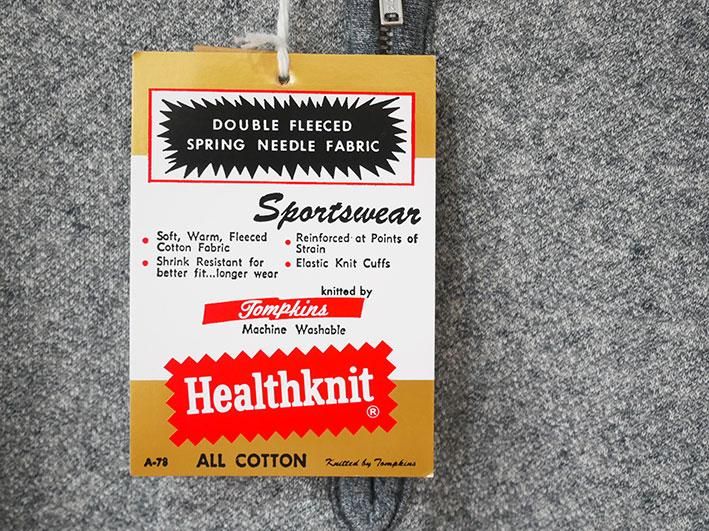 DOUBLE FLEECED
SPRING NEEDLE FABRIC
Sportswear
• Soft, Warm, Fleeced
Cotton Fabric
• Shrink Resistant for
better fit...longer wear
• Reinforced at Points of
Strain
• Elastic Knit Cuffs
knitted by
Tompkins
Machine Washable
Healthknit®
A-78 ALL COTTON Knitted by Tompkins